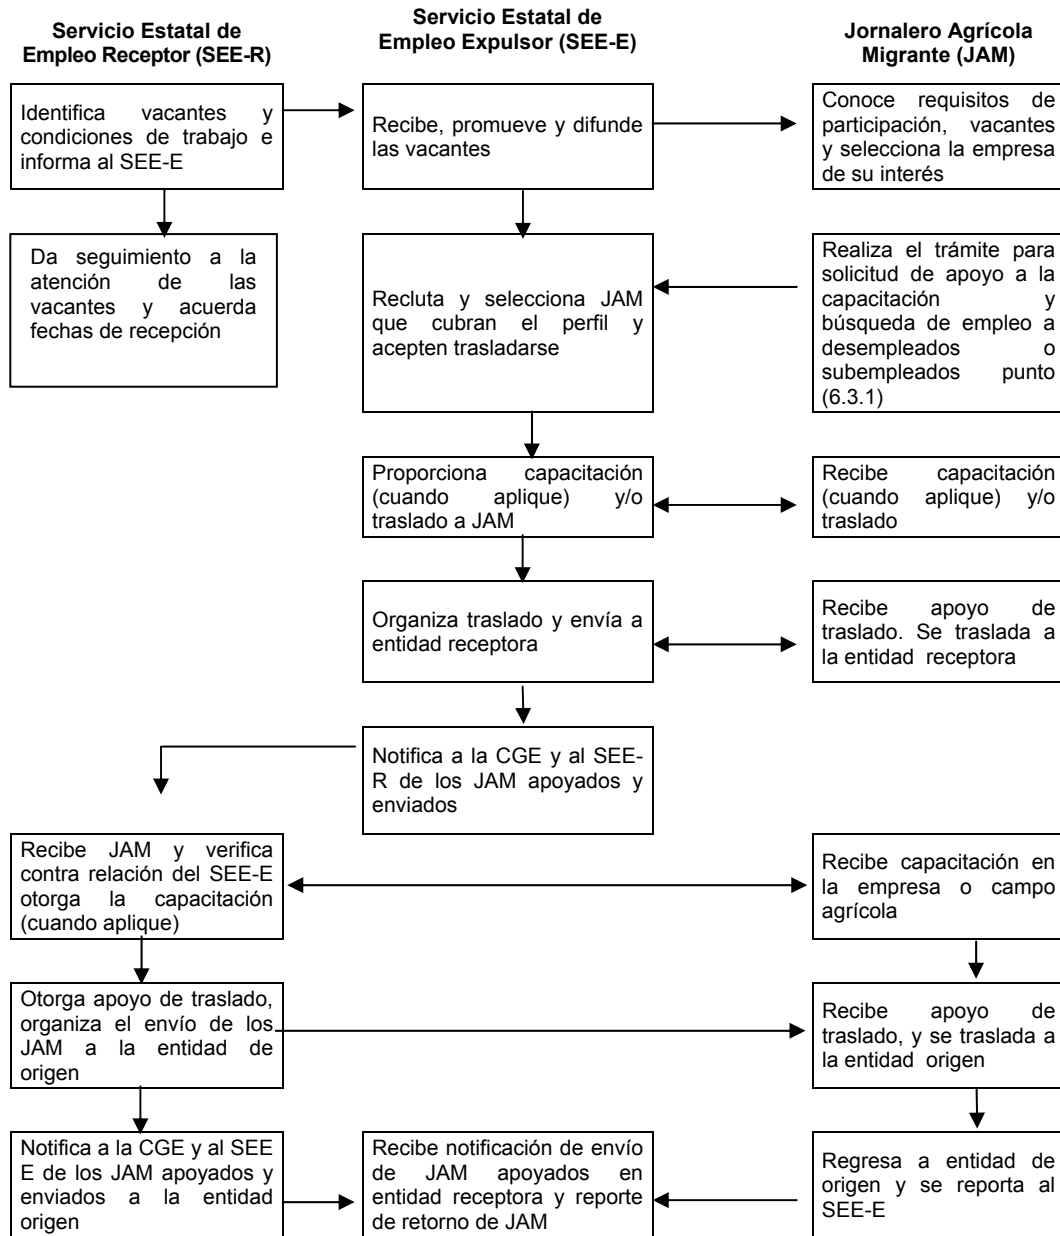 Servicio Estatal de
Empleo Receptor (SEE-R)
Servicio Estatal de
Empleo Expulsor (SEE-E)
Jornalero Agrícola
Migrante (JAM)
Identifica vacantes y
condiciones de trabajo e
informa al SEE-E
Recibe, promueve y difunde
las vacantes
Conoce requisitos de
participación, vacantes
y selecciona la empresa
de su interés
Da seguimiento a la
atención de las
vacantes y acuerda
fechas de recepción
Recluta y selecciona JAM
que cubran el perfil y
acepten trasladarse
Realiza el trámite para
solicitud de apoyo a la
capacitación y
búsqueda de empleo a
desempleados o
subempleados punto
(6.3.1)
Proporciona capacitación
(cuando aplique) y/o
traslado a JAM
Recibe capacitación
(cuando aplique) y/o
traslado
Organiza traslado y envía a
entidad receptora
Recibe apoyo de
traslado. Se traslada a
la entidad receptora
Notifica a la CGE y al SEE-
R de los JAM apoyados y
enviados
Recibe JAM y verifica
contra relación del SEE-E
otorga la capacitación
(cuando aplique)
Recibe capacitación en
la empresa o campo
agrícola
Otorga apoyo de traslado,
organiza el envío de los
JAM a la entidad de
origen
Recibe apoyo de
traslado, y se traslada a
la entidad origen
Notifica a la CGE y al SEE
E de los JAM apoyados y
enviados a la entidad
origen
Recibe notificación de envío
de JAM apoyados en
entidad receptora y reporte
de retorno de JAM
Regresa a entidad de
origen y se reporta al
SEE-E